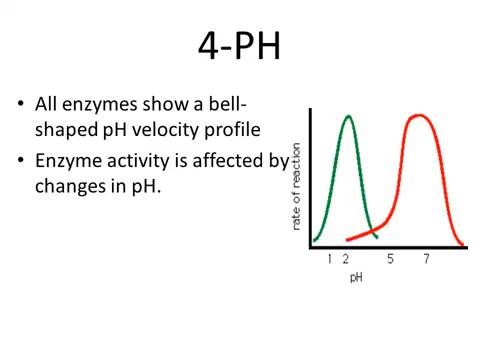 4-PH
• All enzymes show a bell-
shaped pH velocity profile
• Enzyme activity is affected by
changes in pH.
rate of reaction
1 2 5 7
pH